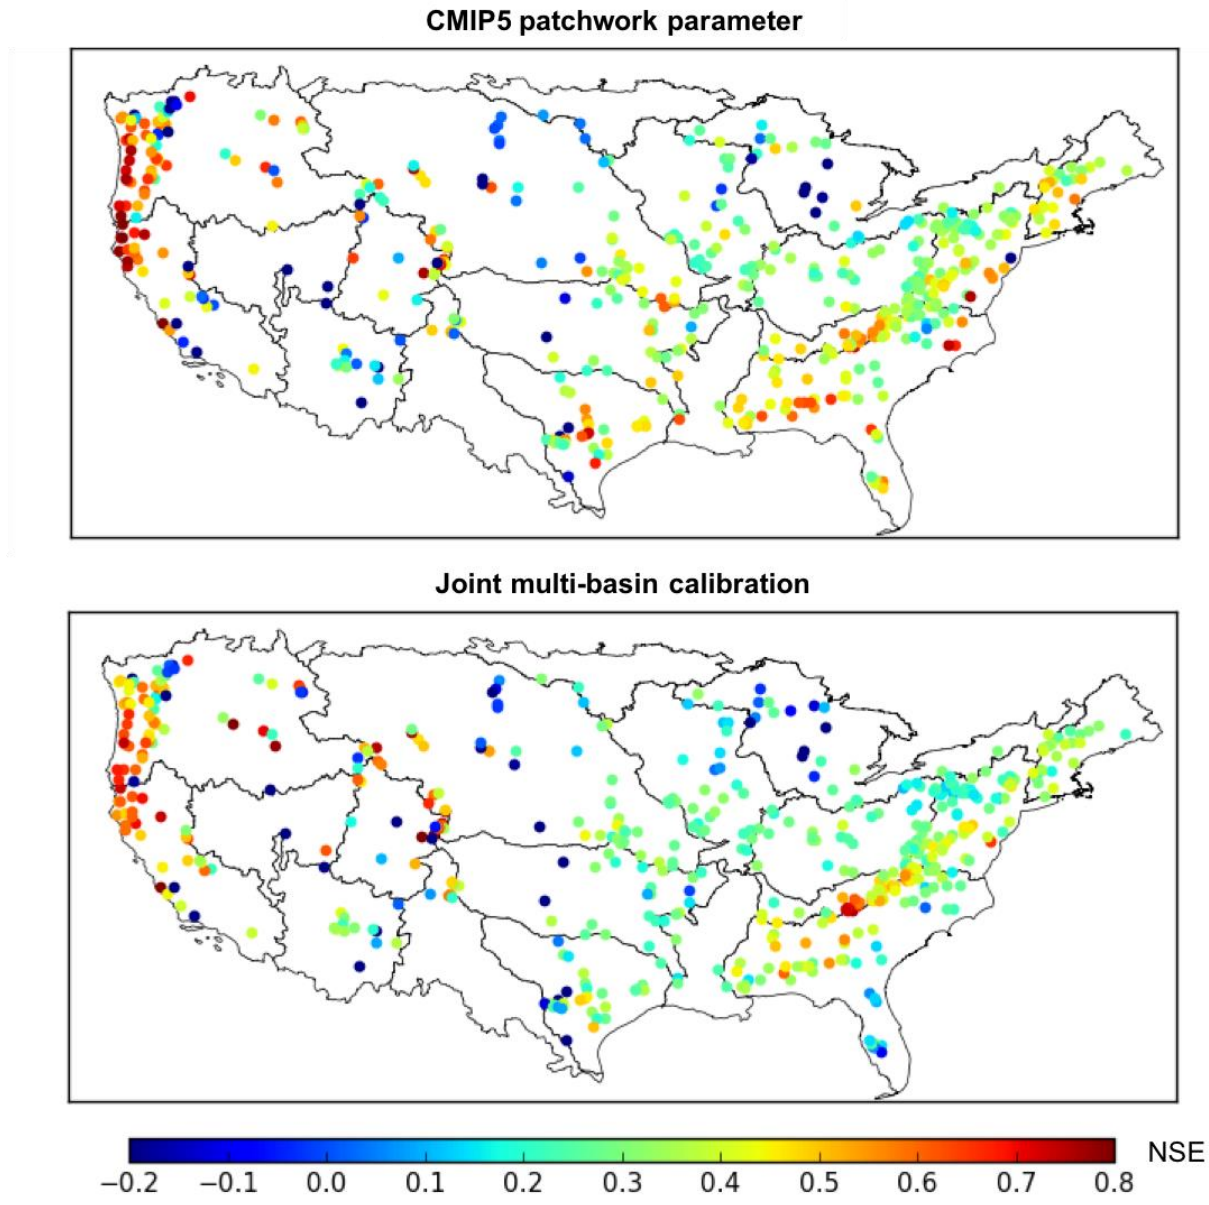 CMIP5 patchwork parameter
Joint multi-basin calibration
−0.2 −0.1 0.0 0.1 0.2 0.3 0.4 0.5 0.6 0.7 0.8 NSE